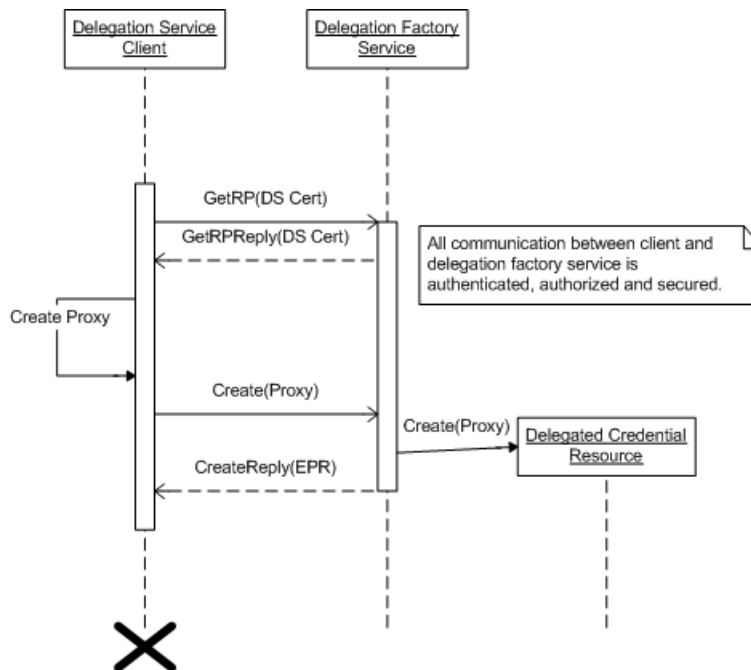 Delegation Service
Client
Delegation Factory
Service
GetRP(DS Cert)
GetRPReply(DS Cert)
All communication between client and
delegation factory service is
authenticated, authorized and secured.
Create Proxy
Create(Proxy)
Create(Proxy)
Delegated Credential
Resource
CreateReply(EPR)